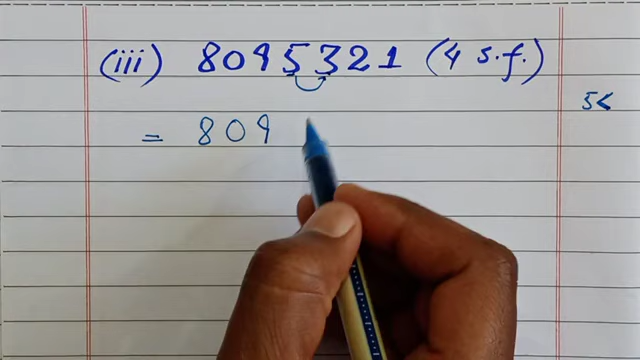 (iii) 8095321 (4 s.f.)
5<
= 809